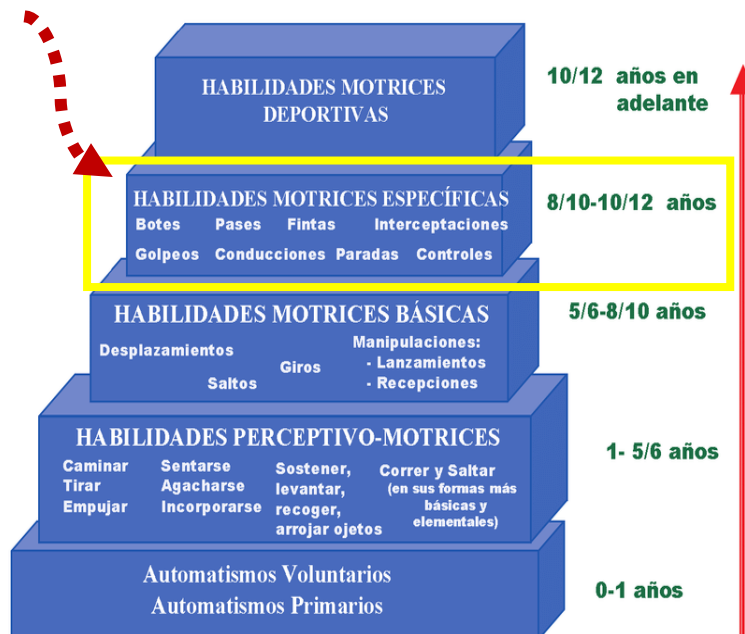 HABILIDADES MOTRICES
DEPORTIVAS
10/12 años en
adelante
HABILIDADES MOTRICES ESPECÍFICAS
Botes Pases Fintas Interceptaciones
Golpeos Conducciones Paradas Controles
8/10-10/12 años
HABILIDADES MOTRICES BÁSICAS
Desplazamientos
Saltos
Giros
Manipulaciones:
- Lanzamientos
- Recepciones
5/6-8/10 años
HABILIDADES PERCEPTIVO-MOTRICES
Caminar
Tirar
Empujar
Sentarse
Agacharse
Incorporarse
Sostener,
levantar,
recoger,
arrojar ojetos
Correr y Saltar
(en sus formas más
básicas y
elementales)
1- 5/6 años
Automatismos Voluntarios
Automatismos Primarios
0-1 años